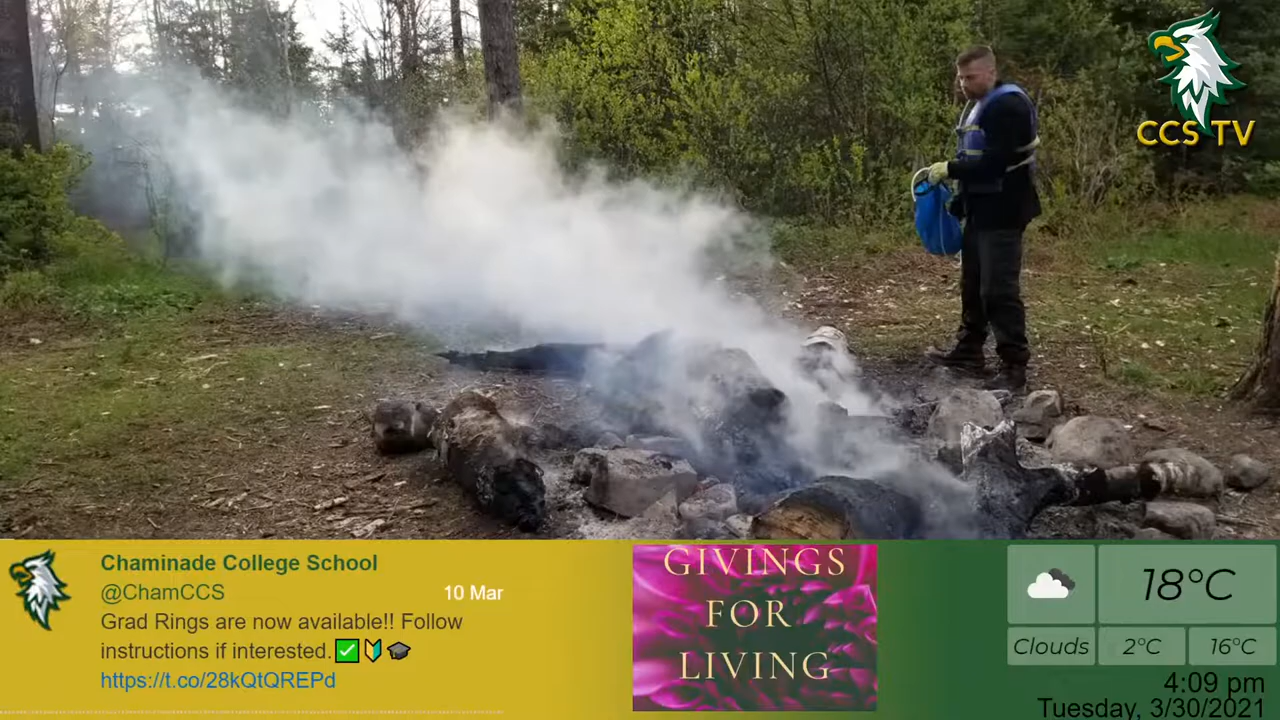 CCS TV
Chaminade College School
@ChamCCS
10 Mar
Grad Rings are now available!! Follow
instructions if interested.✅🔰🎓
https://t.co/28kQtQREPd
GIVINGS
FOR
LIVING
18°C
Clouds
2°C
16°C
4:09 pm
Tuesday, 3/30/2021